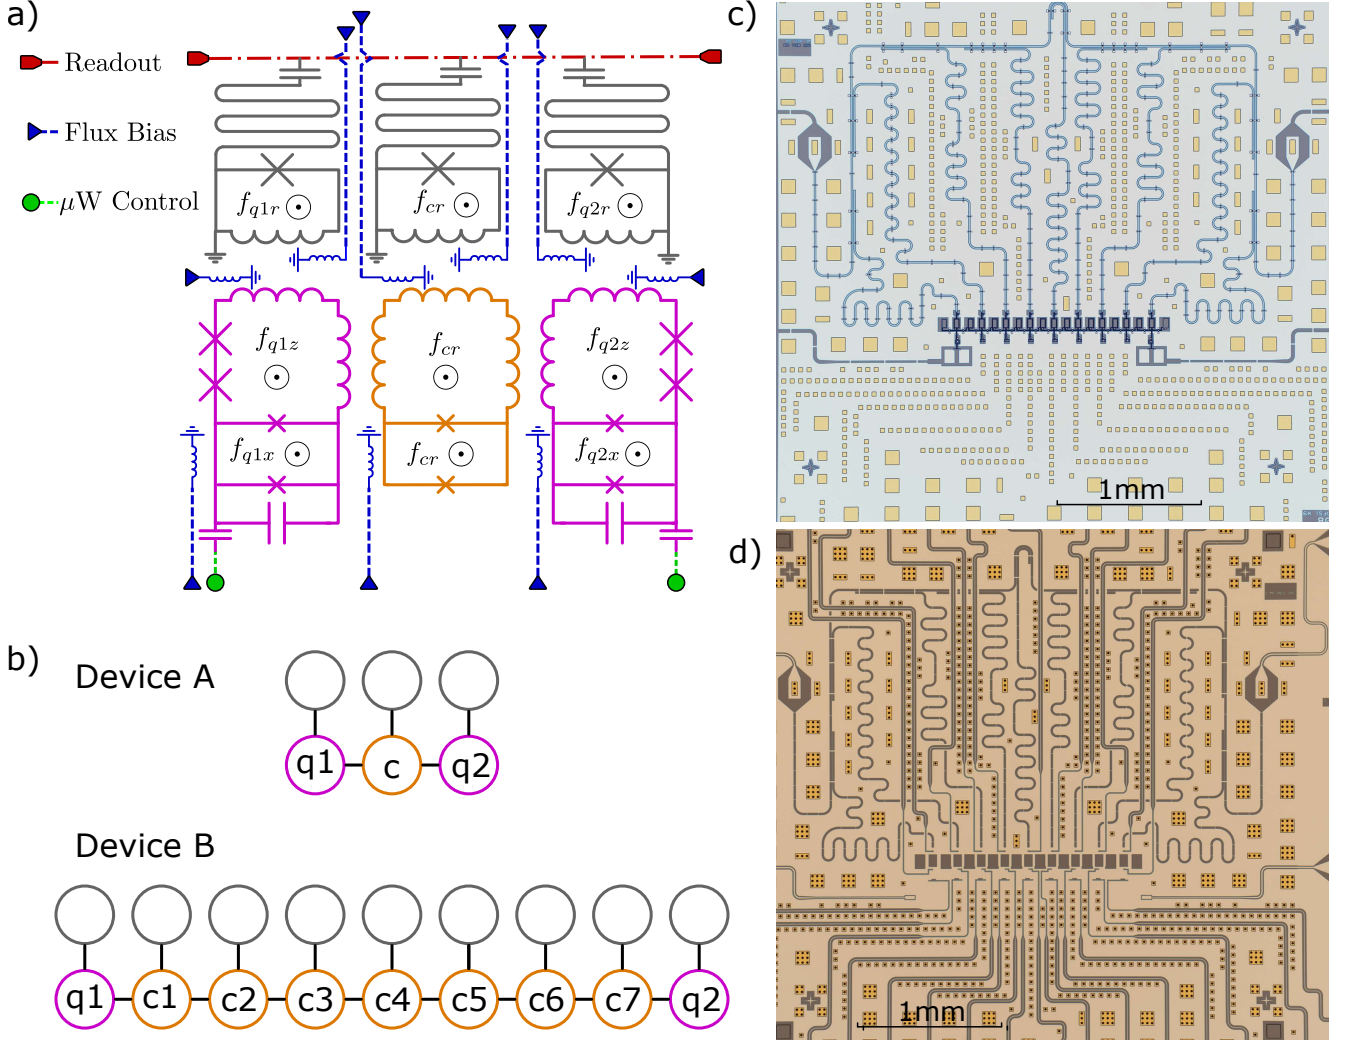 a)
Readout
Flux Bias
μW Control
f_{q1r}
f_{cr}
f_{q2r}
f_{q1z}
f_{cr}
f_{q2z}
f_{q1x}
f_{cr}
f_{q2x}
b)
Device A
q1 c q2
Device B
q1 c1 c2 c3 c4 c5 c6 c7 q2
c)
1mm
d)
1mm